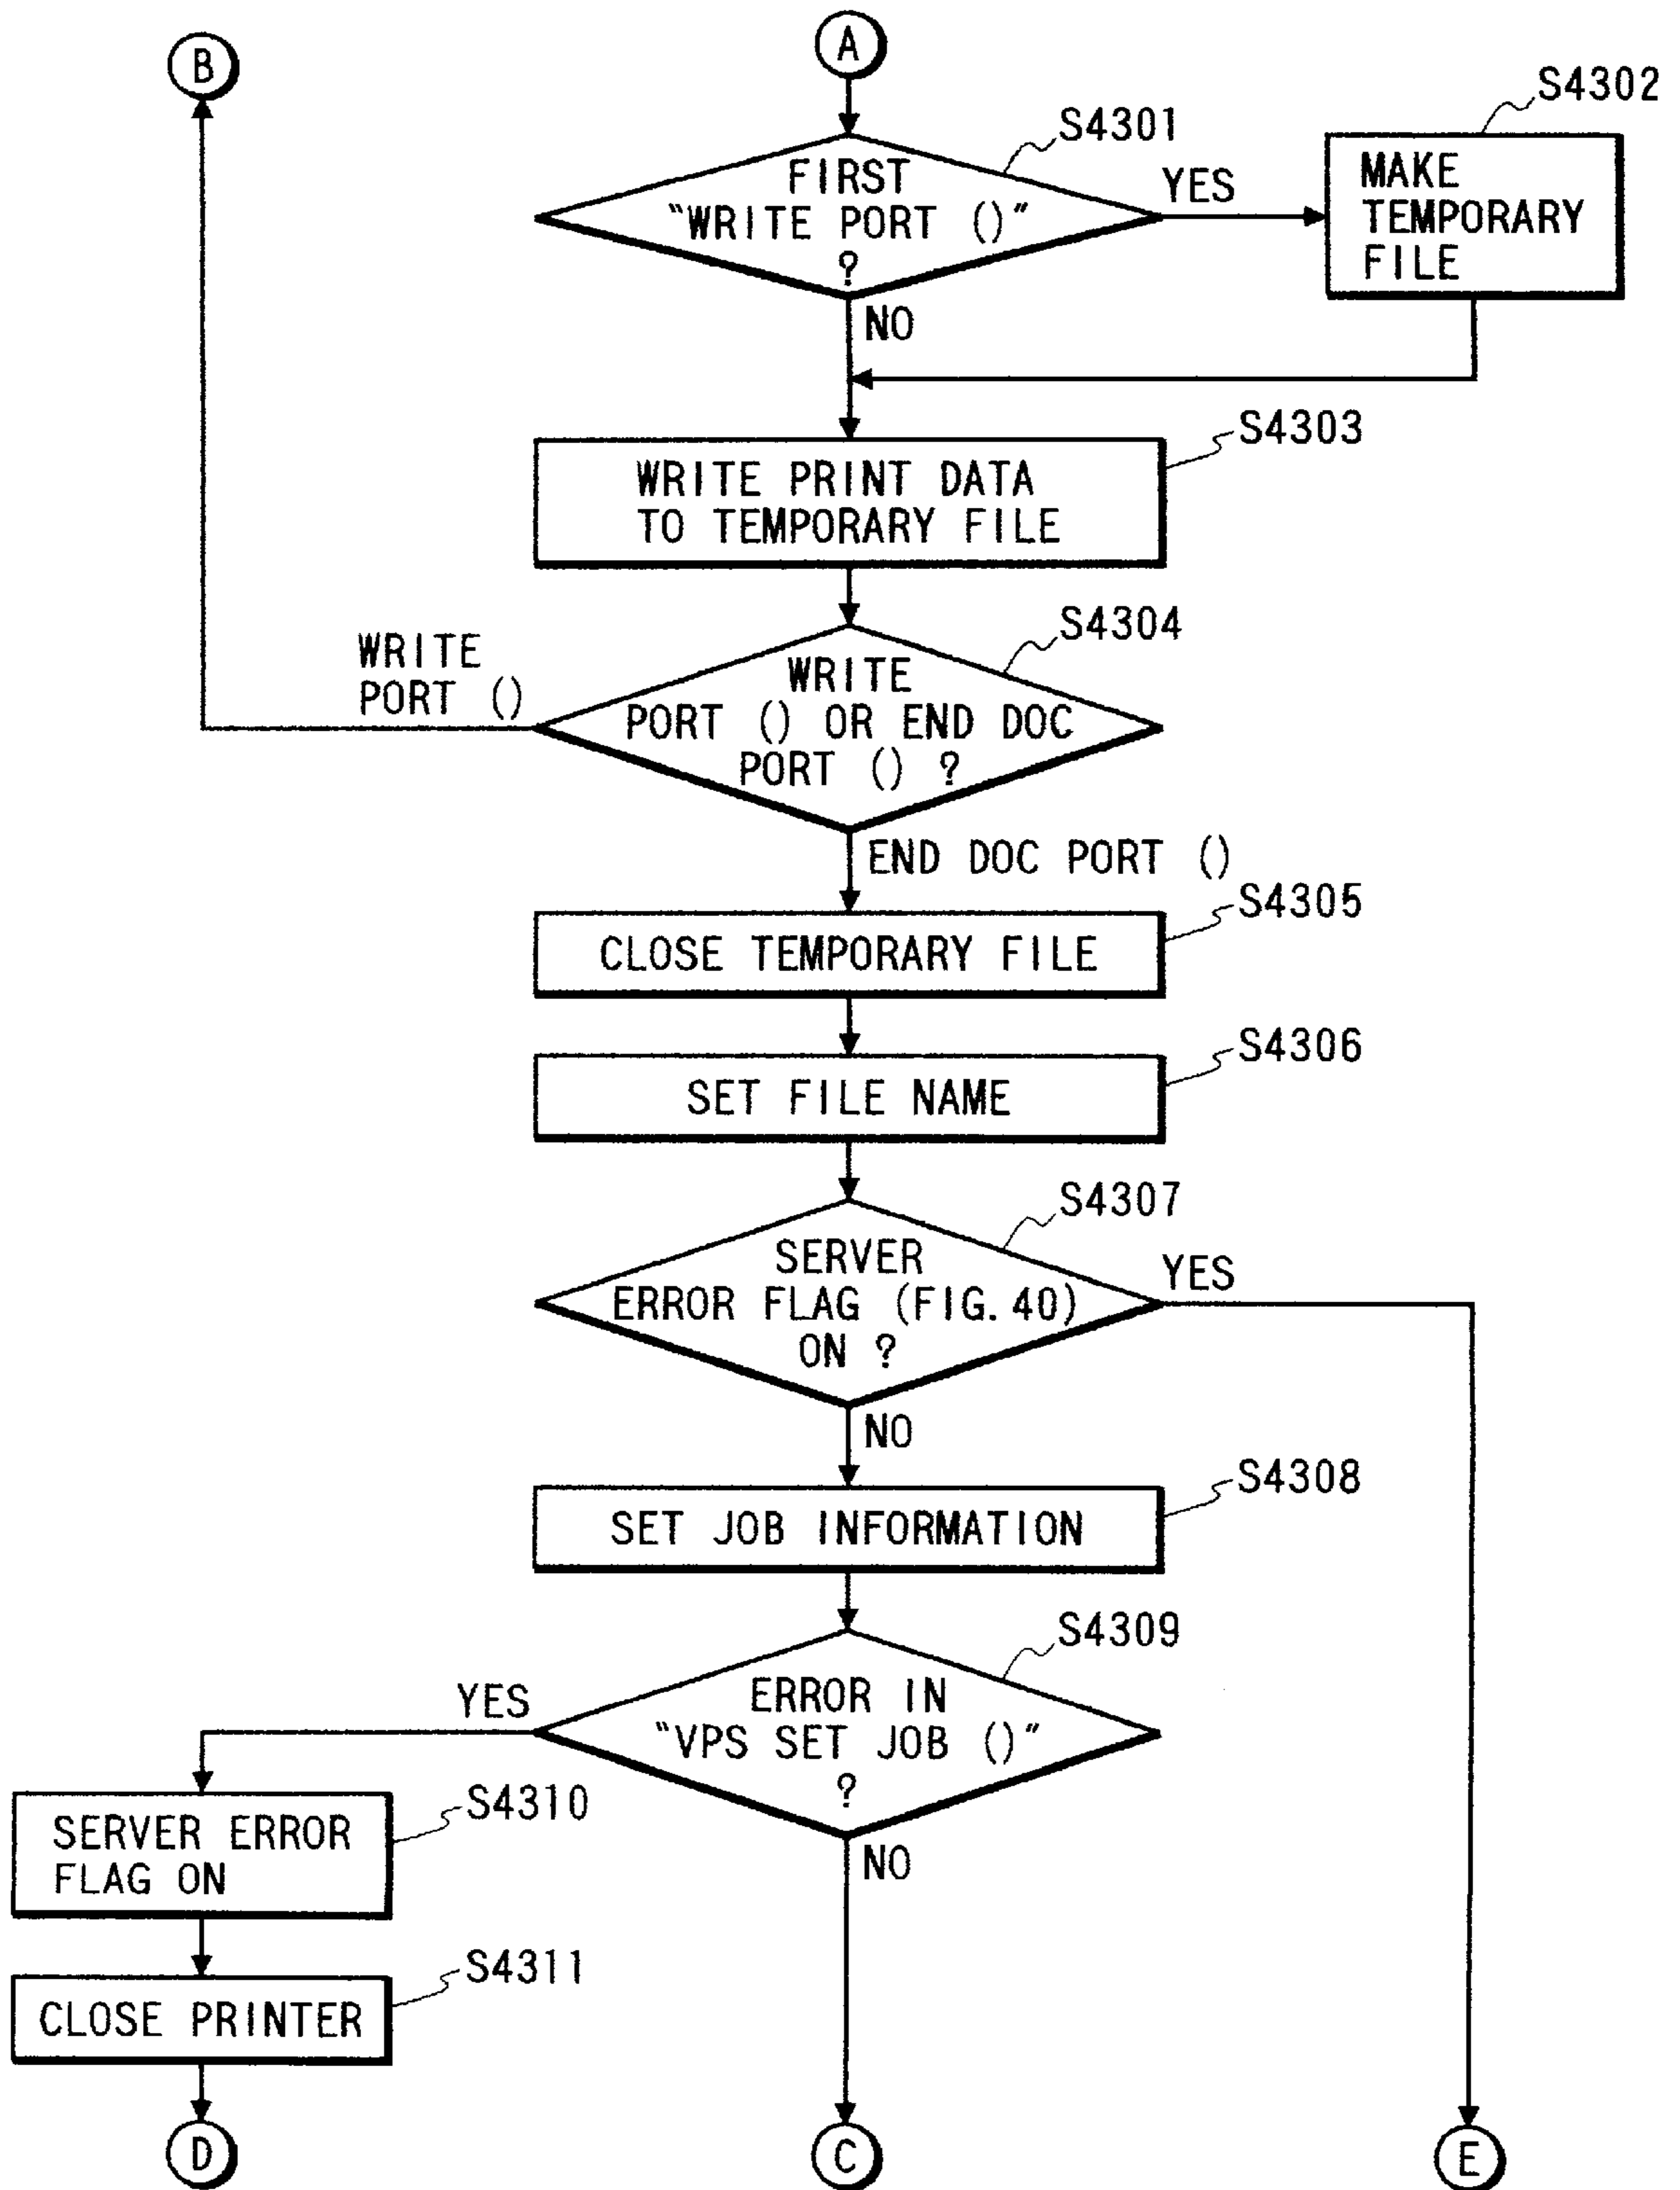 B
A
S4301
S4302
FIRST
"WRITE PORT ()"
?
YES
MAKE
TEMPORARY
FILE
NO
S4303
WRITE PRINT DATA
TO TEMPORARY FILE
S4304
WRITE
PORT ()
WRITE
PORT () OR END DOC
PORT () ?
END DOC PORT ()
S4305
CLOSE TEMPORARY FILE
S4306
SET FILE NAME
S4307
SERVER
ERROR FLAG (FIG. 40)
ON ?
YES
NO
S4308
SET JOB INFORMATION
S4309
YES
ERROR IN
"VPS SET JOB ()"
?
NO
S4310
SERVER ERROR
FLAG ON
S4311
CLOSE PRINTER
D
C
E